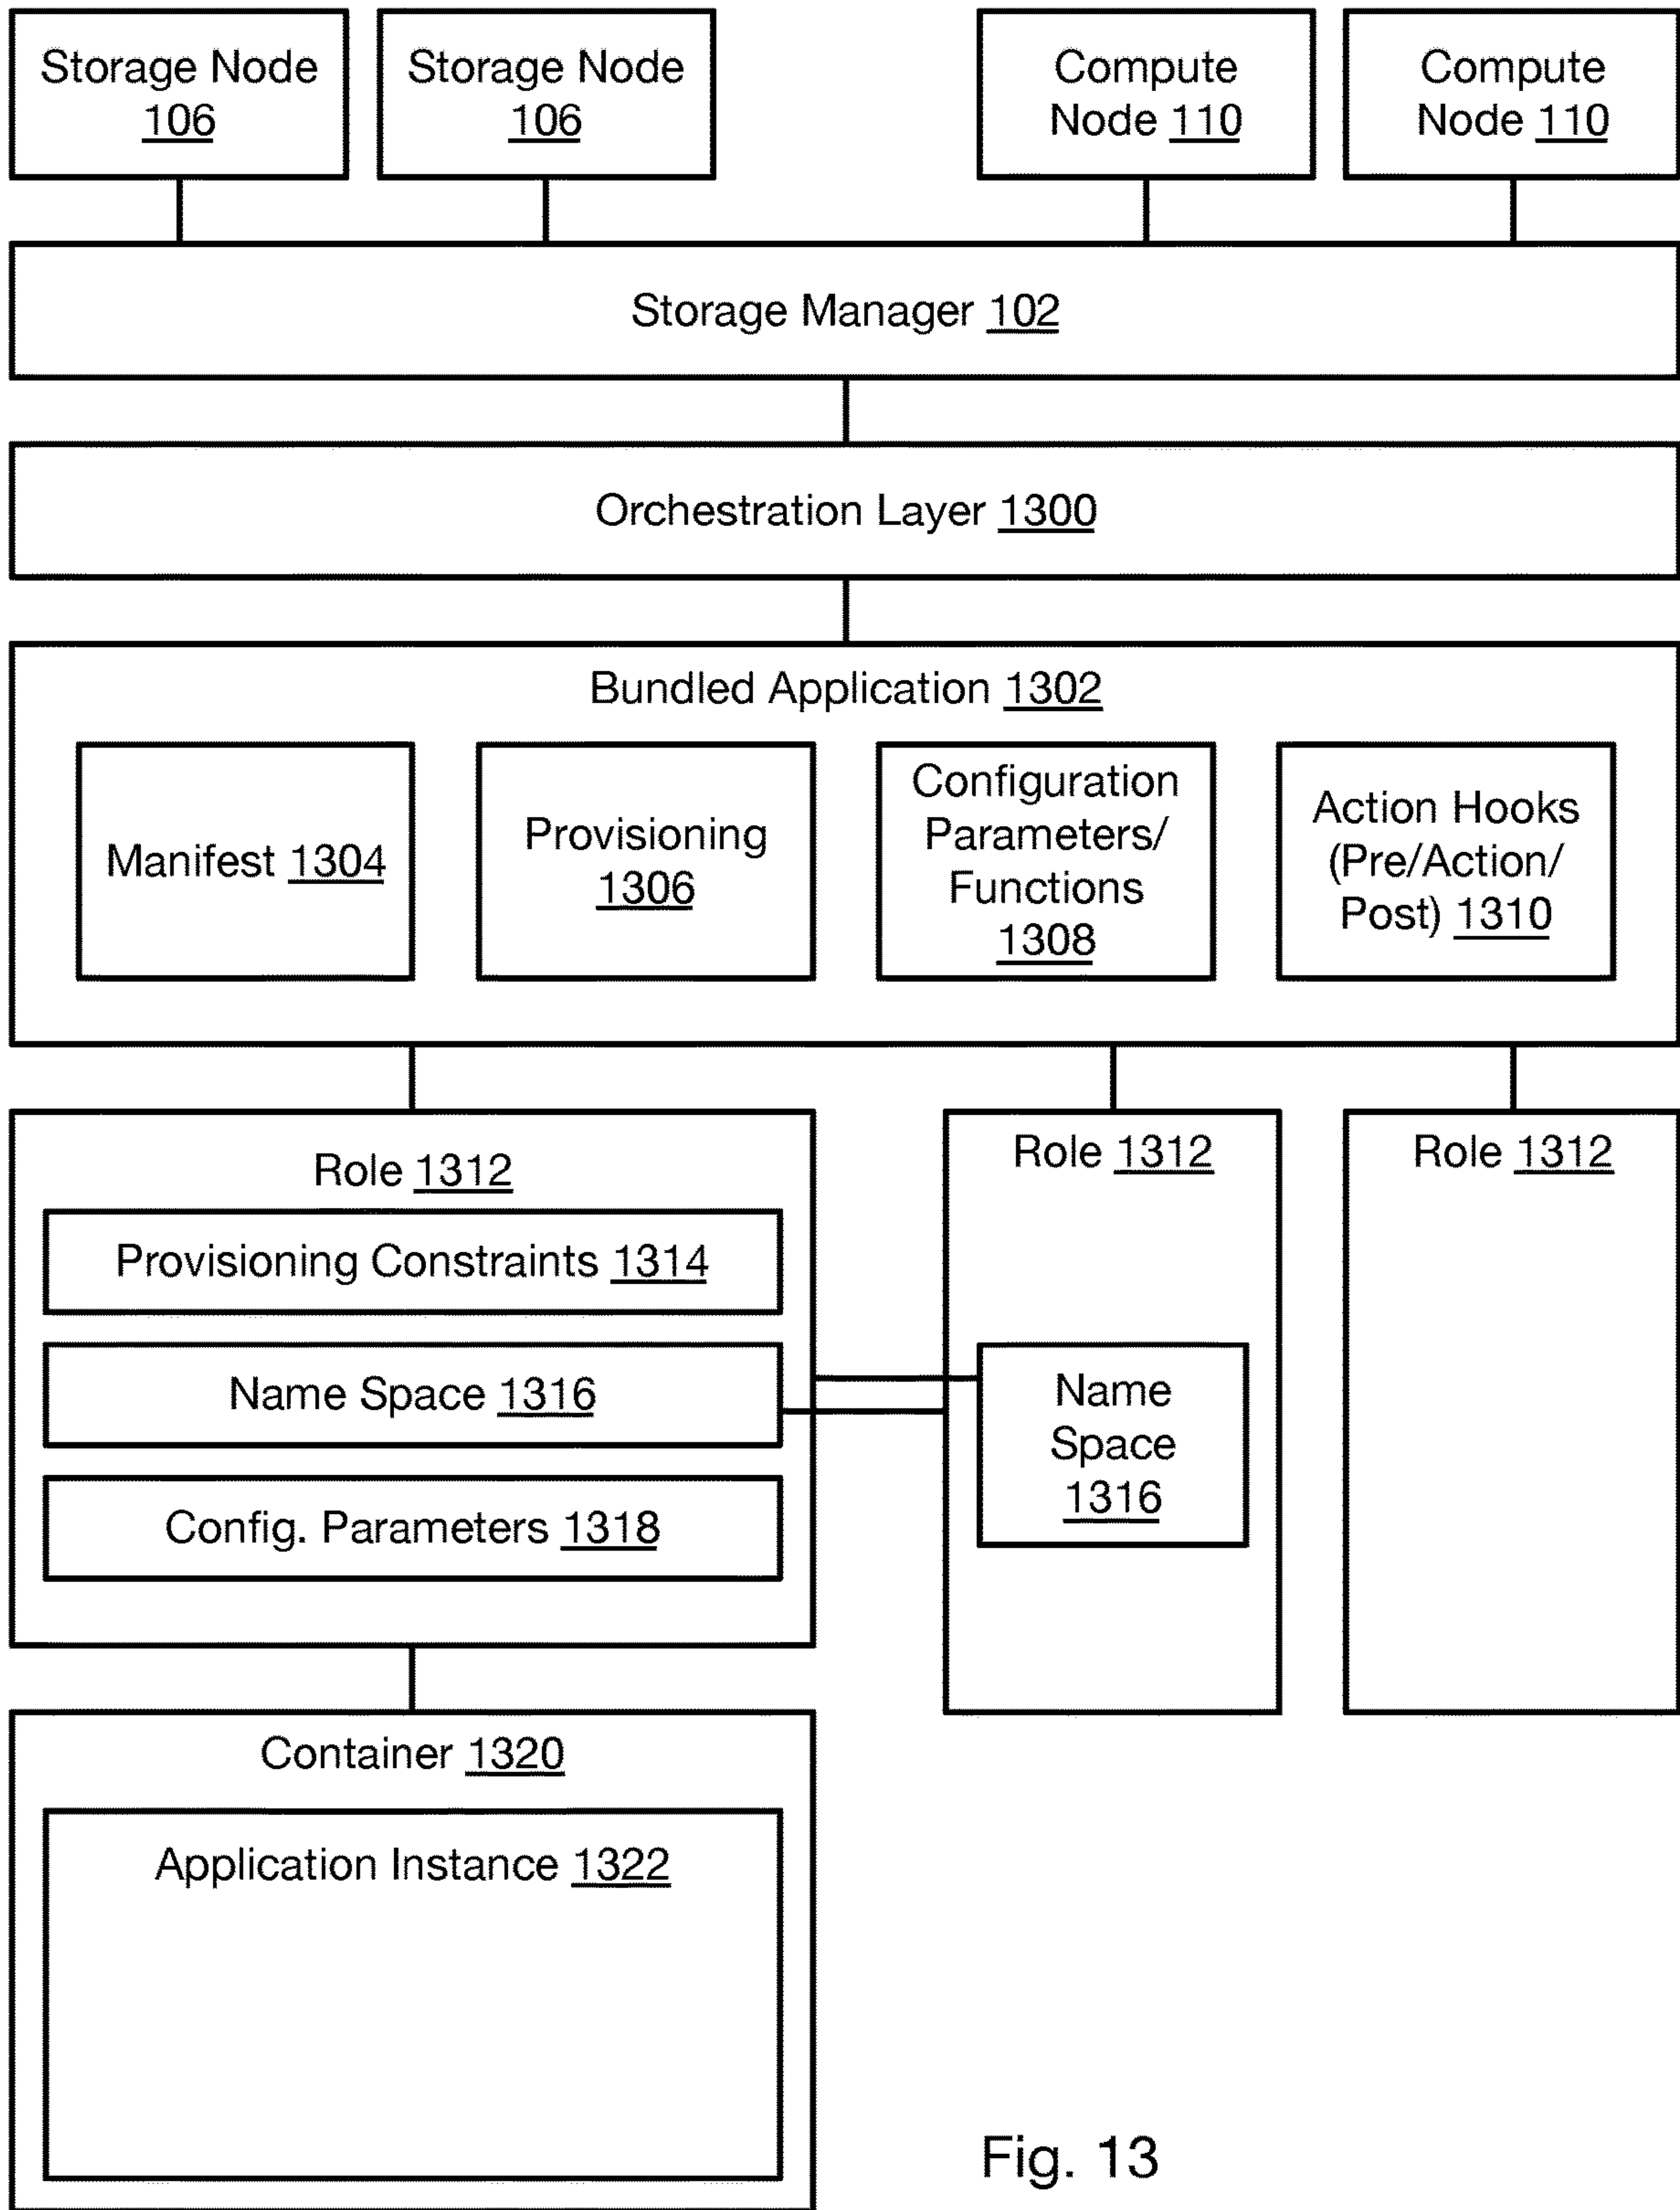 Storage Node
106
Storage Node
106
Compute
Node 110
Compute
Node 110
Storage Manager 102
Orchestration Layer 1300
Bundled Application 1302
Manifest 1304
Provisioning
1306
Configuration
Parameters/
Functions
1308
Action Hooks
(Pre/Action/
Post) 1310
Role 1312
Provisioning Constraints 1314
Name Space 1316
Config. Parameters 1318
Role 1312
Name
Space
1316
Role 1312
Container 1320
Application Instance 1322
Fig. 13